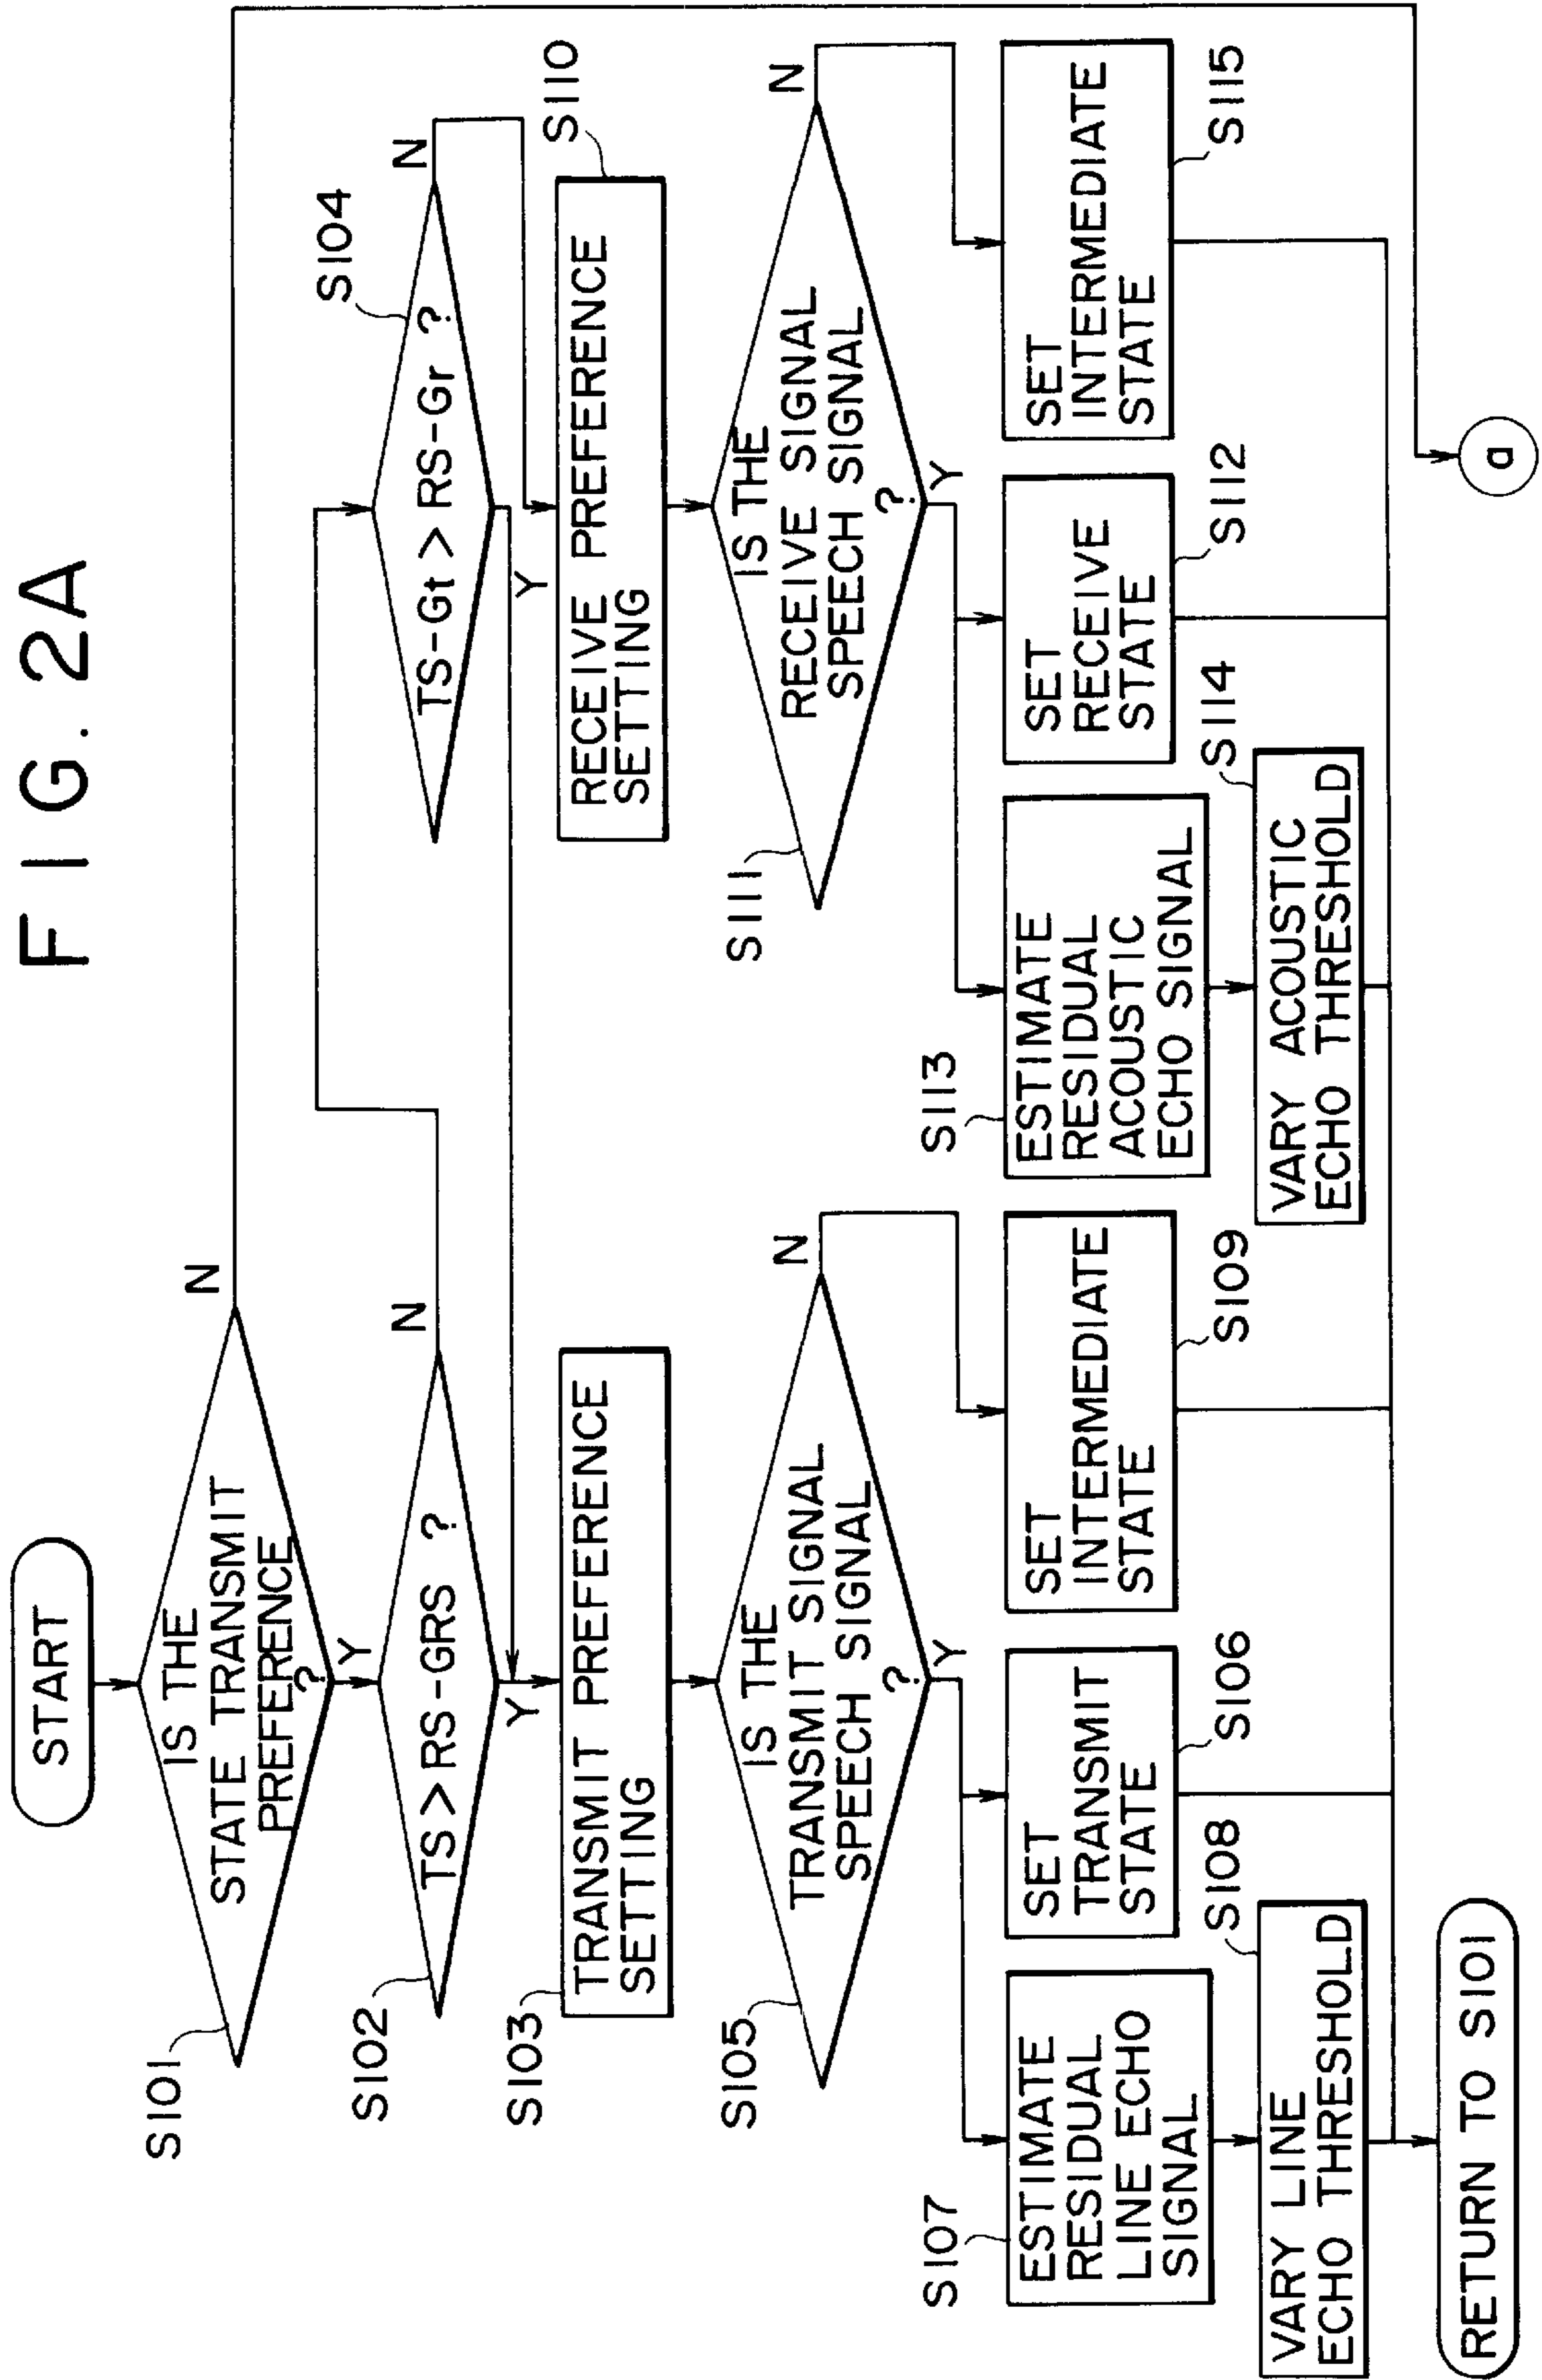 FIG. 2A
START
S101
IS THE
STATE TRANSMIT
PREFERENCE
?
N
Y
S102
TS > RS-GRS ?
N
Y
S104
TS-Gt > RS-Gr ?
N
Y
S103
TRANSMIT PREFERENCE
SETTING
S110
RECEIVE PREFERENCE
SETTING
S105
IS THE
TRANSMIT SIGNAL
SPEECH SIGNAL
?
N
Y
S111
IS THE
RECEIVE SIGNAL
SPEECH SIGNAL
?
N
Y
S107
ESTIMATE
RESIDUAL
LINE ECHO
SIGNAL
S108
VARY LINE
ECHO THRESHOLD
SET
TRANSMIT
STATE
S106
SET
INTERMEDIATE
STATE
S109
S113
ESTIMATE
RESIDUAL
ACOUSTIC
ECHO SIGNAL
S114
VARY ACOUSTIC
ECHO THRESHOLD
SET
RECEIVE
STATE
S112
SET
INTERMEDIATE
STATE
S115
RETURN TO S101
a